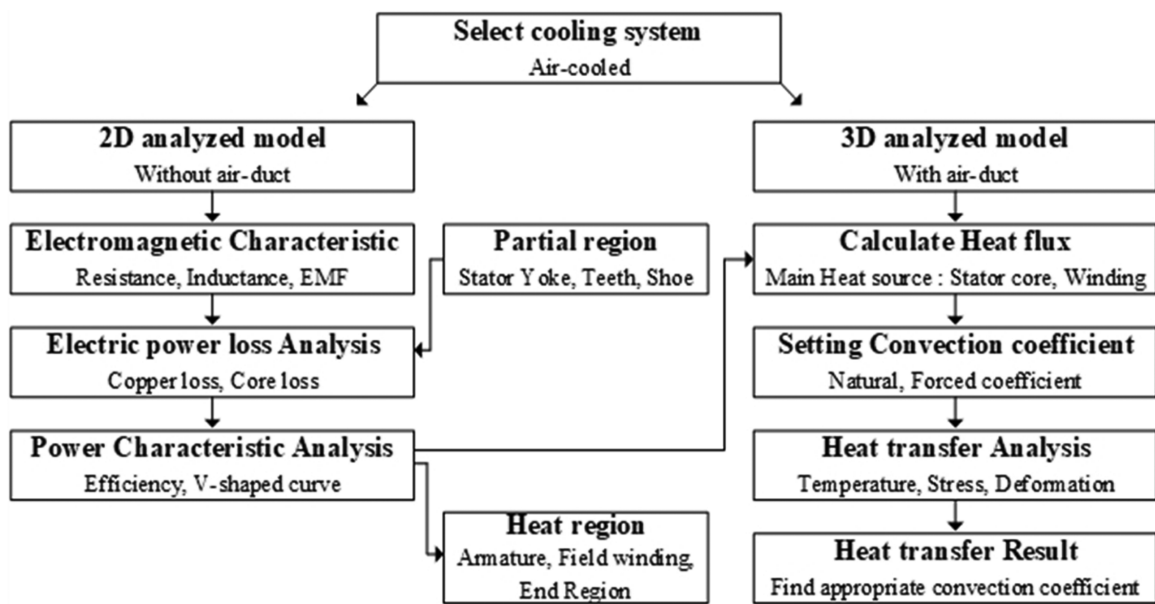 Select cooling system
Air-cooled
2D analyzed model
Without air-duct
Electromagnetic Characteristic
Resistance, Inductance, EMF
Electric power loss Analysis
Copper loss, Core loss
Power Characteristic Analysis
Efficiency, V-shaped curve
Partial region
Stator Yoke, Teeth, Shoe
Heat region
Armature, Field winding,
End Region
3D analyzed model
With air-duct
Calculate Heat flux
Main Heat source : Stator core, Winding
Setting Convection coefficient
Natural, Forced coefficient
Heat transfer Analysis
Temperature, Stress, Deformation
Heat transfer Result
Find appropriate convection coefficient